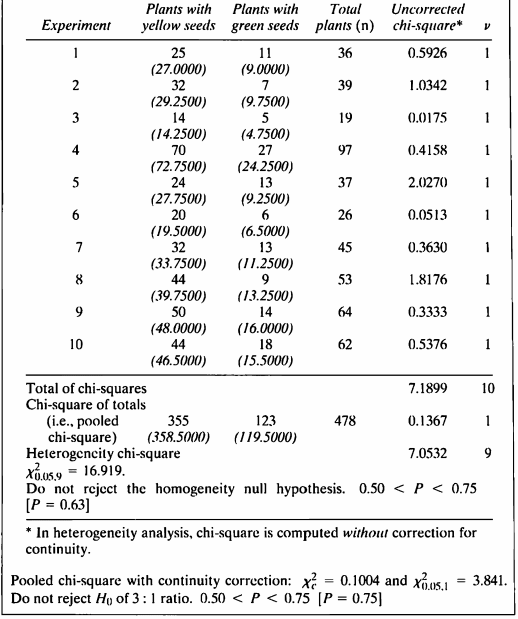 Plants with Plants with Total Uncorrected
Experiment yellow seeds green seeds plants (n) chi-square* ν
1 25 11 36 0.5926 1
(27.0000) (9.0000)
2 32 7 39 1.0342 1
(29.2500) (9.7500)
3 14 5 19 0.0175 1
(14.2500) (4.7500)
4 70 27 97 0.4158 1
(72.7500) (24.2500)
5 24 13 37 2.0270 1
(27.7500) (9.2500)
6 20 6 26 0.0513 1
(19.5000) (6.5000)
7 32 13 45 0.3630 1
(33.7500) (11.2500)
8 44 9 53 1.8176 1
(39.7500) (13.2500)
9 50 14 64 0.3333 1
(48.0000) (16.0000)
10 44 18 62 0.5376 1
(46.5000) (15.5000)
Total of chi-squares 7.1899 10
Chi-square of totals
(i.e., pooled 355 123 478 0.1367 1
chi-square) (358.5000) (119.5000)
Heterogeneity chi-square 7.0532 9
χ²0.05,9 = 16.919.
Do not reject the homogeneity null hypothesis. 0.50 < P < 0.75
[P = 0.63]
* In heterogeneity analysis, chi-square is computed without correction for
continuity.
Pooled chi-square with continuity correction: χ²c = 0.1004 and χ²0.05,1 = 3.841.
Do not reject H0 of 3 : 1 ratio. 0.50 < P < 0.75 [P = 0.75]